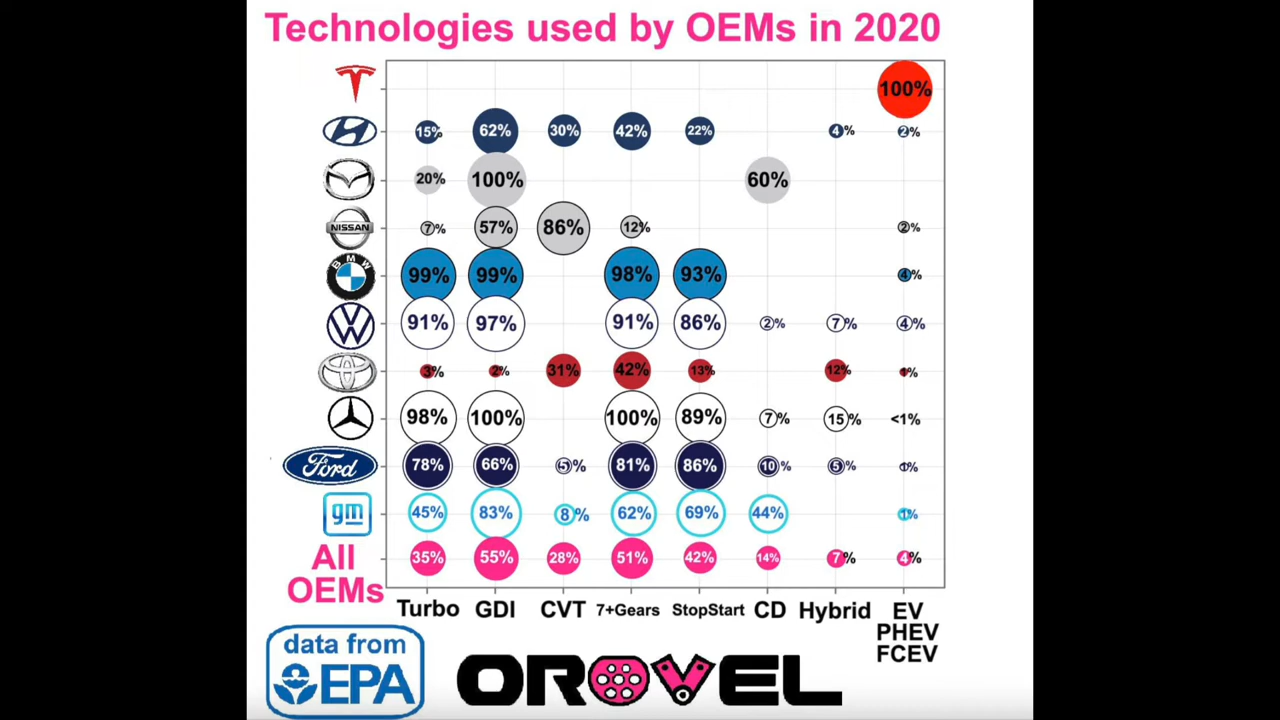 Technologies used by OEMs in 2020
100%
15% 62% 30% 42% 22% 4% 2%
20% 100% 60%
NISSAN 7% 57% 86% 12% 2%
BMW 99% 99% 98% 93% 4%
91% 97% 91% 86% 2% 7% 4%
3% 2% 31% 42% 13% 12% 1%
98% 100% 100% 89% 7% 15% <1%
Ford 78% 66% 5% 81% 86% 10% 5% 1%
gm 45% 83% 8% 62% 69% 44% 1%
All OEMs 35% 55% 28% 51% 42% 14% 7% 4%
Turbo GDI CVT 7+Gears StopStart CD Hybrid EV
PHEV
FCEV
data from
EPA
OROVEL